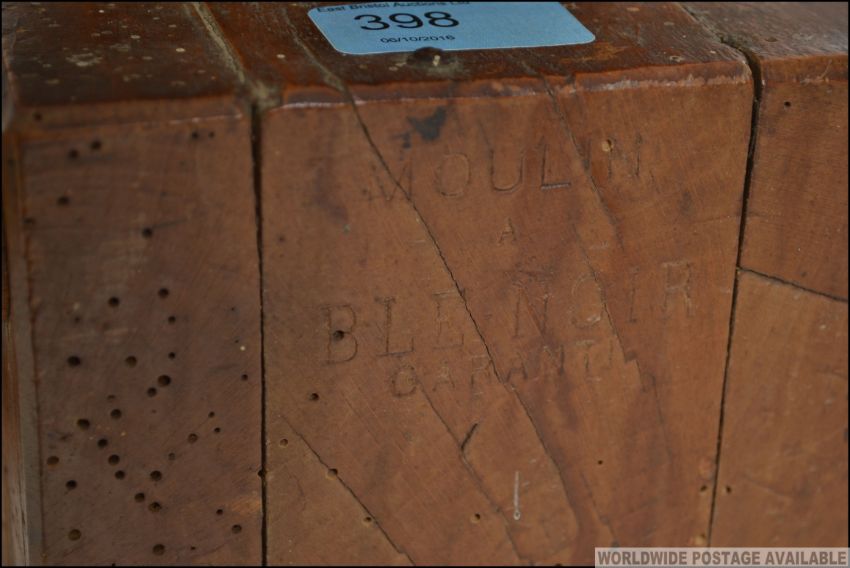 East Bristol Auctions Ltd
398
06/10/2016
MOULIN
A
BLE NOIR
GARANTI
WORLDWIDE POSTAGE AVAILABLE